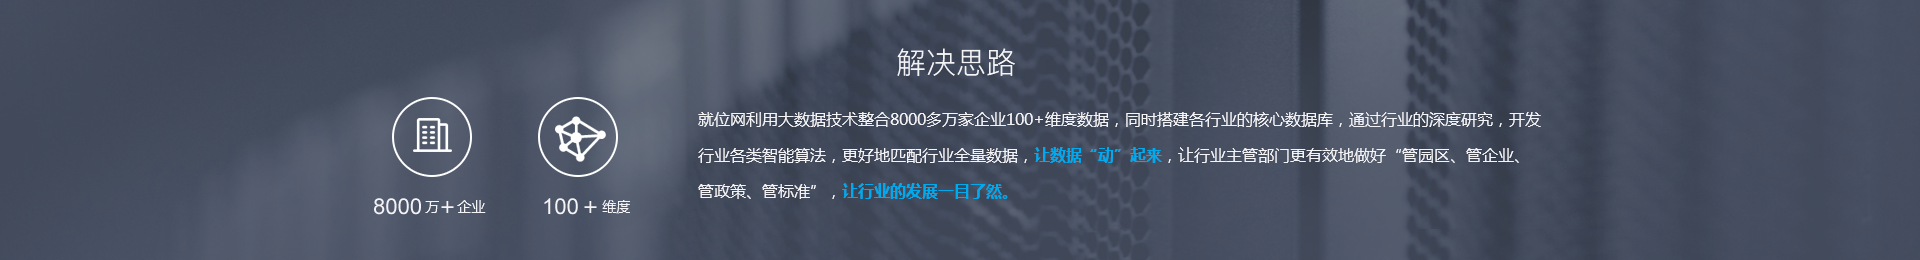 解决思路
就位网利用大数据技术整合8000多万家企业100+维度数据，同时搭建各行业的核心数据库，通过行业的深度研究，开发
行业各类智能算法，更好地匹配行业全量数据，让数据“动”起来，让行业主管部门更有效地做好“管园区、管企业、
管政策、管标准”，让行业的发展一目了然。
8000万+企业
100 + 维度